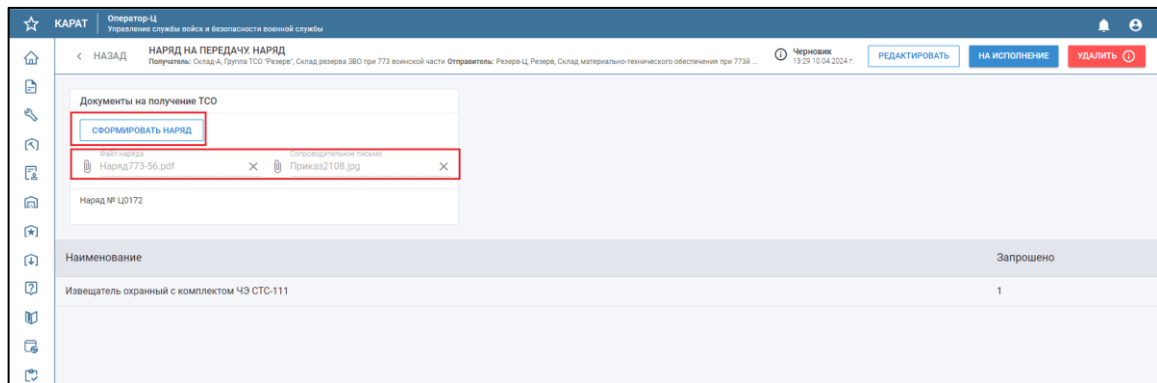 КАРАТ
Оператор-Ц
Управление службы войск и безопасности военной службы
НАЗАД
НАРЯД НА ПЕРЕДАЧУ. НАРЯД
Получатель: Склад-А, Группа ТСО "Резерв", Склад резерва ЗВО при 773 воинской части Отправитель: Резерв-Ц, Резерв, Склад материально-технического обеспечения при 773й ...
Черновик
13:29 10.04.2024 г.
РЕДАКТИРОВАТЬ
НА ИСПОЛНЕНИЕ
УДАЛИТЬ
Документы на получение ТСО
СФОРМИРОВАТЬ НАРЯД
Файл наряда
Сопроводительное письмо
Наряд773-56.pdf
Приказ2108.jpg
Наряд № Ц0172
Наименование
Запрошено
Извещатель охранный с комплектом ЧЭ СТС-111
1